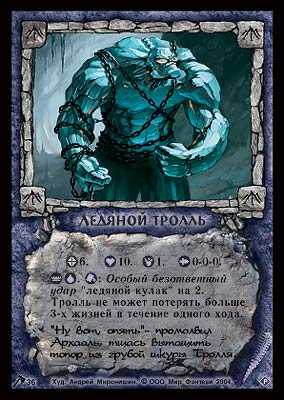 ЛЕДЯНОЙ ТРОЛЛЬ
6. 10. 1. 0-0-0.
: Особый безответный
удар "ледяной кулак" на 2.
Тролль не может потерять больше
3-х жизней в течение одного хода.
"Ну вот, опять"- промолвил
Архааль, тщась вытащить
топор из грубой шкуры Тролля.
36 Худ. Андрей Миронишин. © ООО Мир Фэнтези 2004